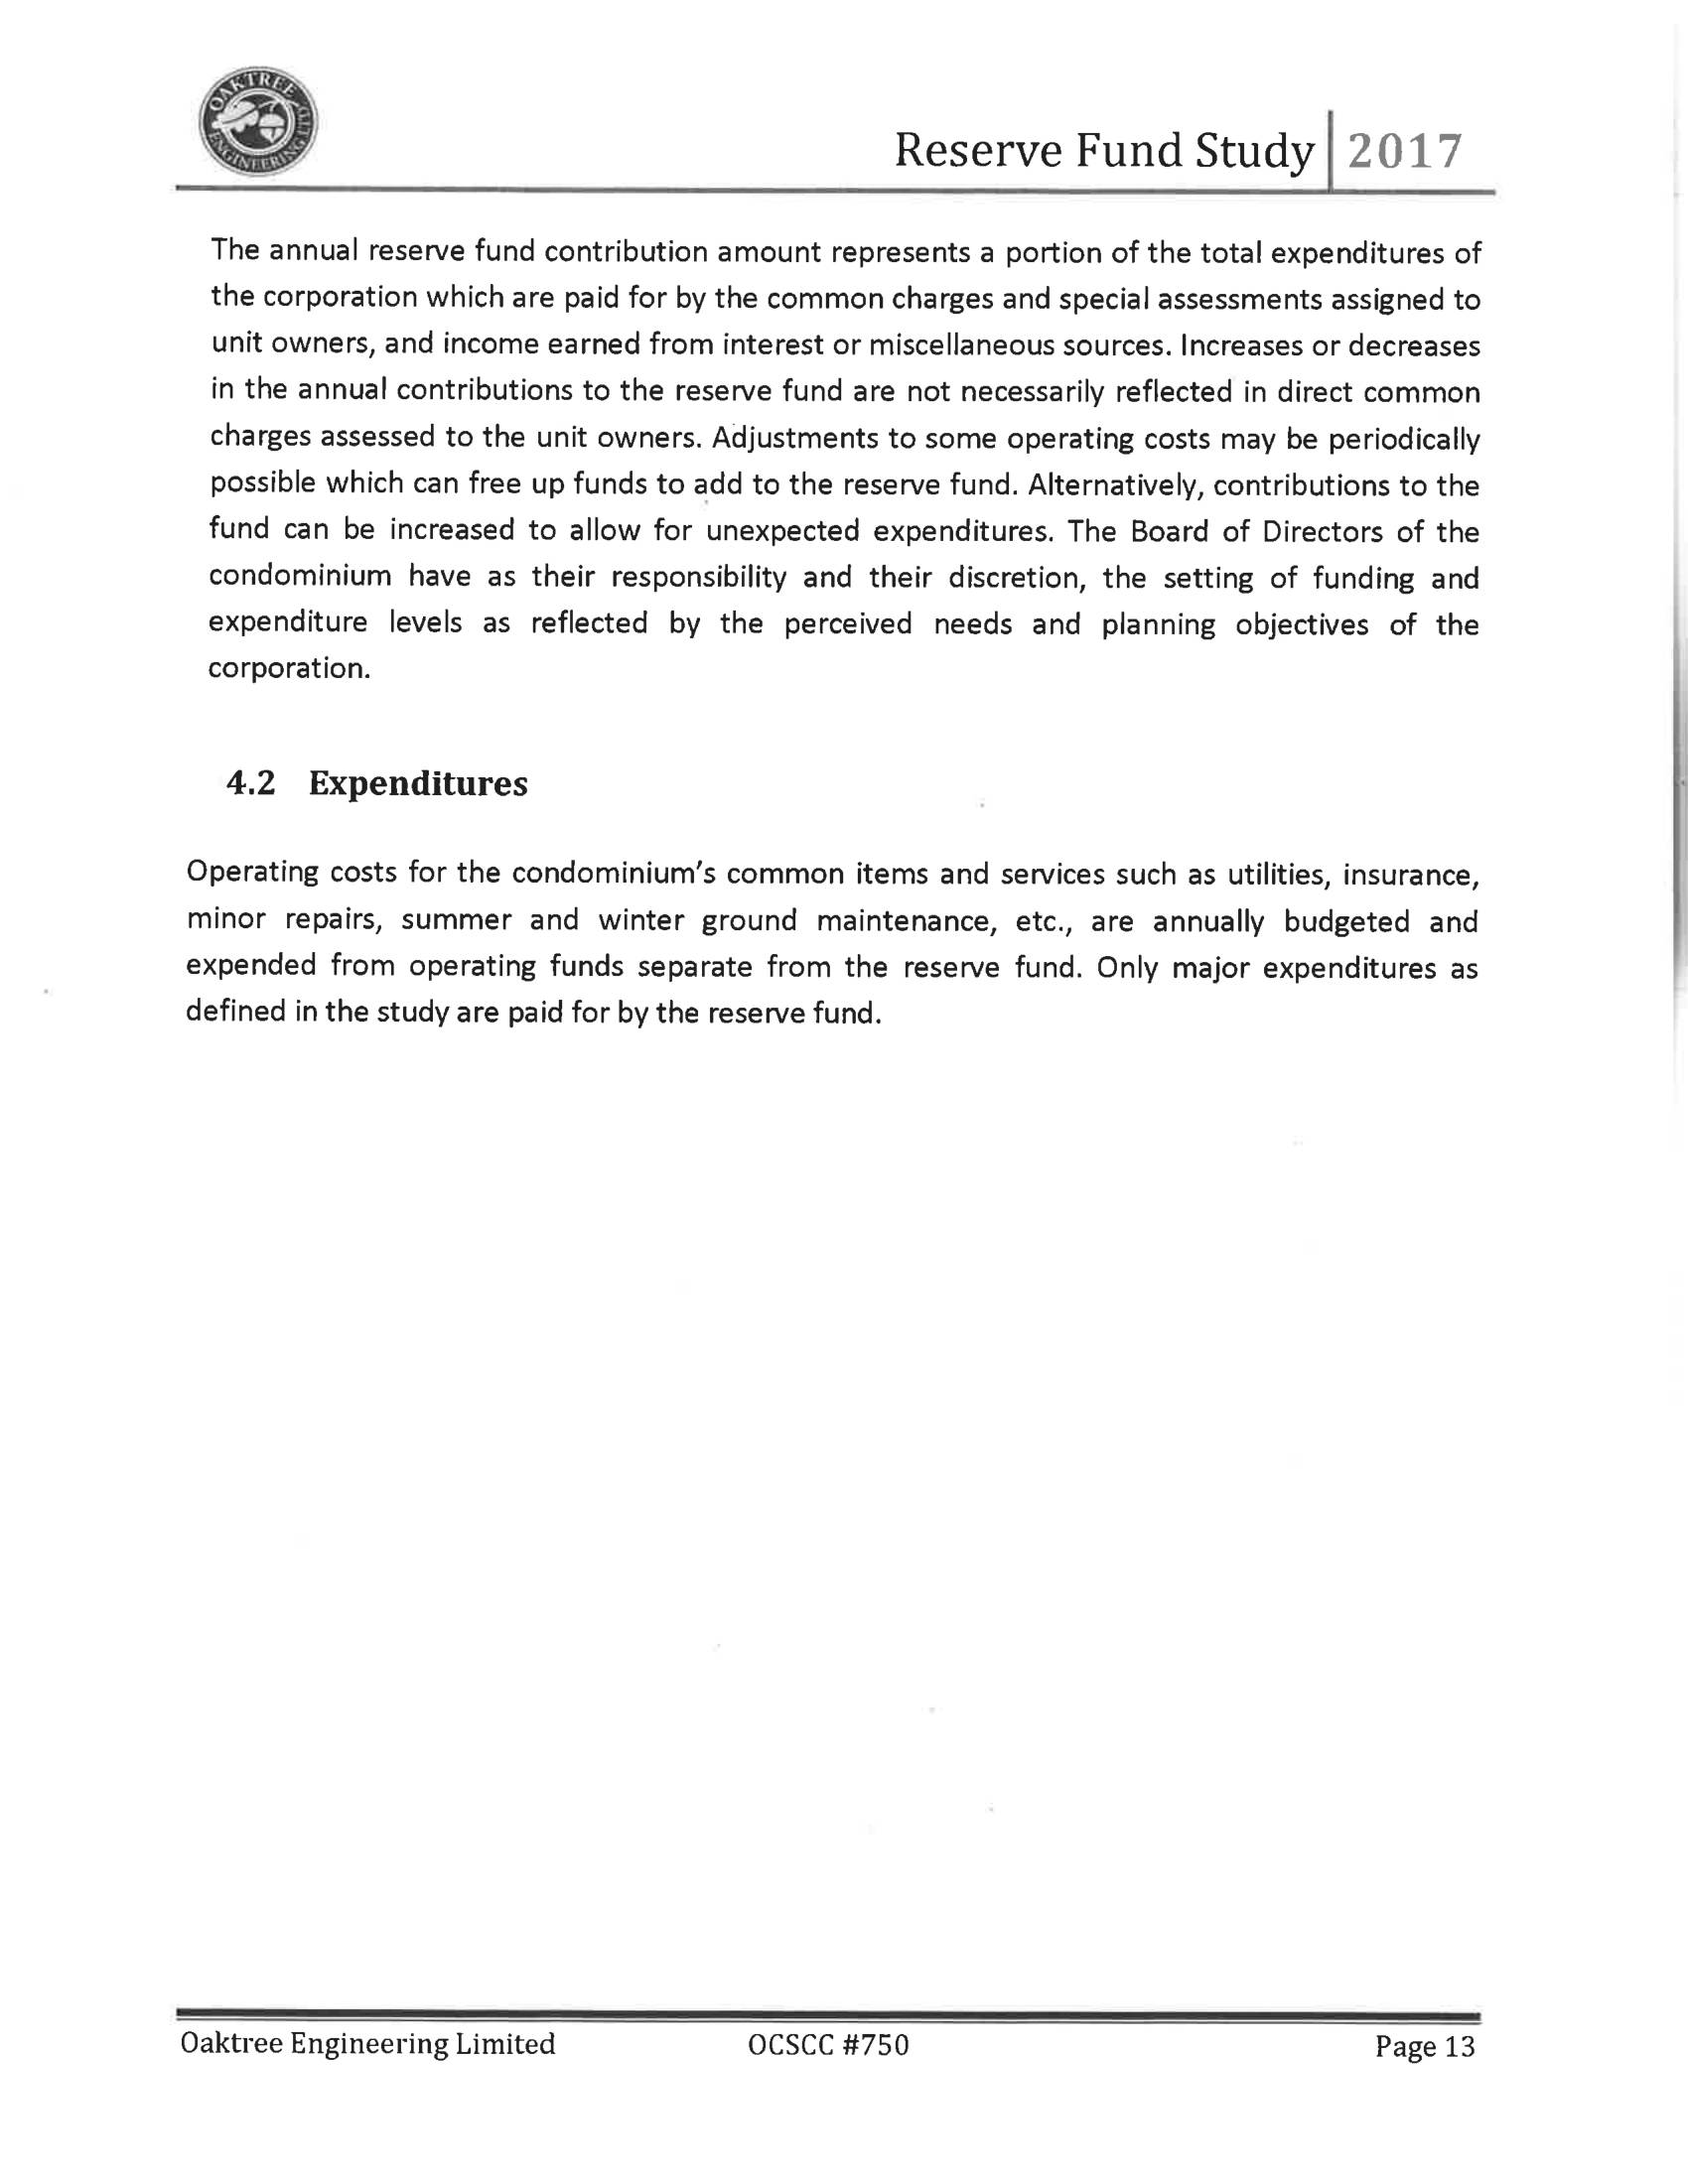 OAKTREE
ENGINEERING LTD
Reserve Fund Study 2017
The annual reserve fund contribution amount represents a portion of the total expenditures of
the corporation which are paid for by the common charges and special assessments assigned to
unit owners, and income earned from interest or miscellaneous sources. Increases or decreases
in the annual contributions to the reserve fund are not necessarily reflected in direct common
charges assessed to the unit owners. Adjustments to some operating costs may be periodically
possible which can free up funds to add to the reserve fund. Alternatively, contributions to the
fund can be increased to allow for unexpected expenditures. The Board of Directors of the
condominium have as their responsibility and their discretion, the setting of funding and
expenditure levels as reflected by the perceived needs and planning objectives of the
corporation.
4.2 Expenditures
Operating costs for the condominium's common items and services such as utilities, insurance,
minor repairs, summer and winter ground maintenance, etc., are annually budgeted and
expended from operating funds separate from the reserve fund. Only major expenditures as
defined in the study are paid for by the reserve fund.
Oaktree Engineering Limited OCSCC #750 Page 13